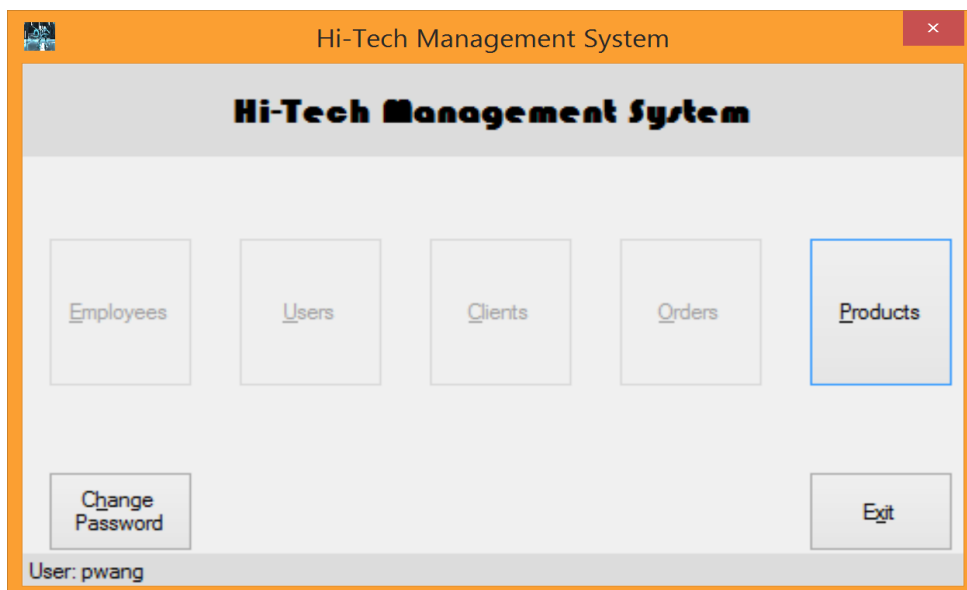 Hi-Tech Management System
Hi-Tech Management System
Employees
Users
Clients
Orders
Products
Change
Password
Exit
User: pwang